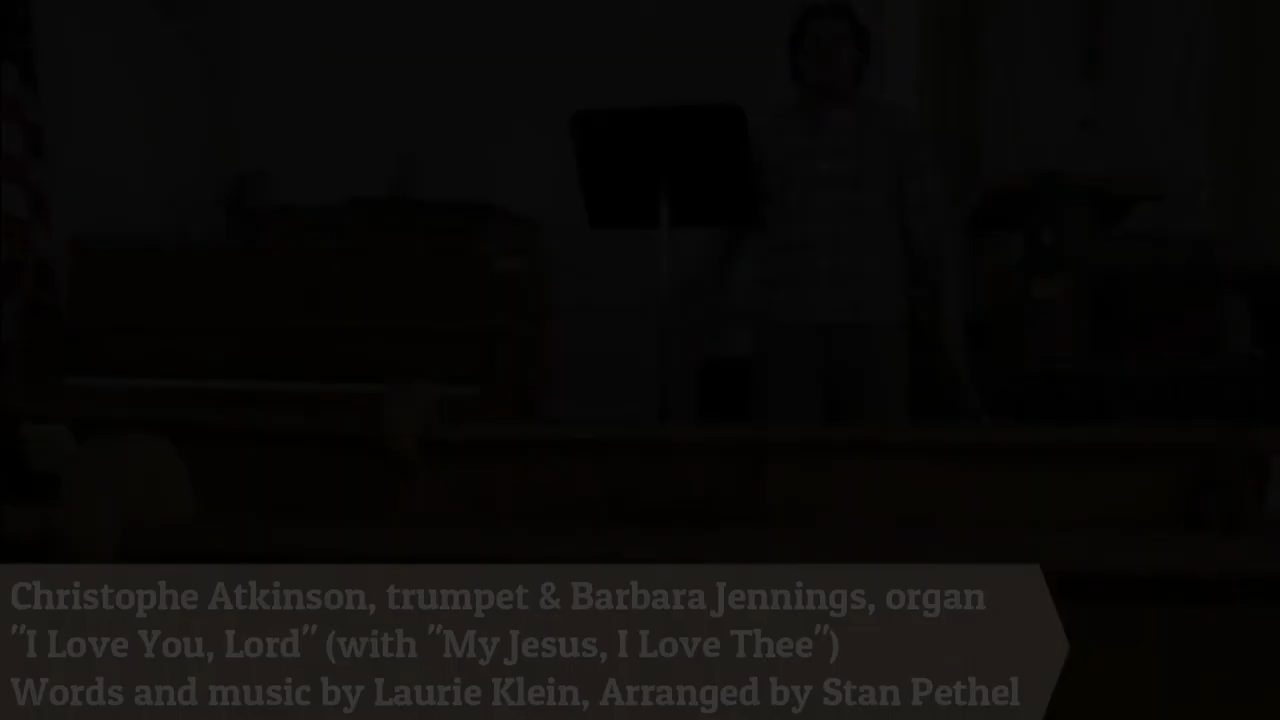 Christophe Atkinson, trumpet & Barbara Jennings, organ
"I Love You, Lord" (with "My Jesus, I Love Thee")
Words and music by Laurie Klein, Arranged by Stan Pethel